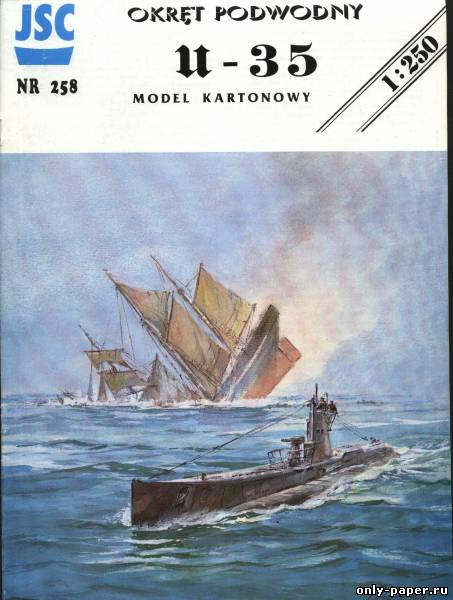 JSC
NR 258
OKRĘT PODWODNY
U-35
MODEL KARTONOWY
1:250
only-paper.ru